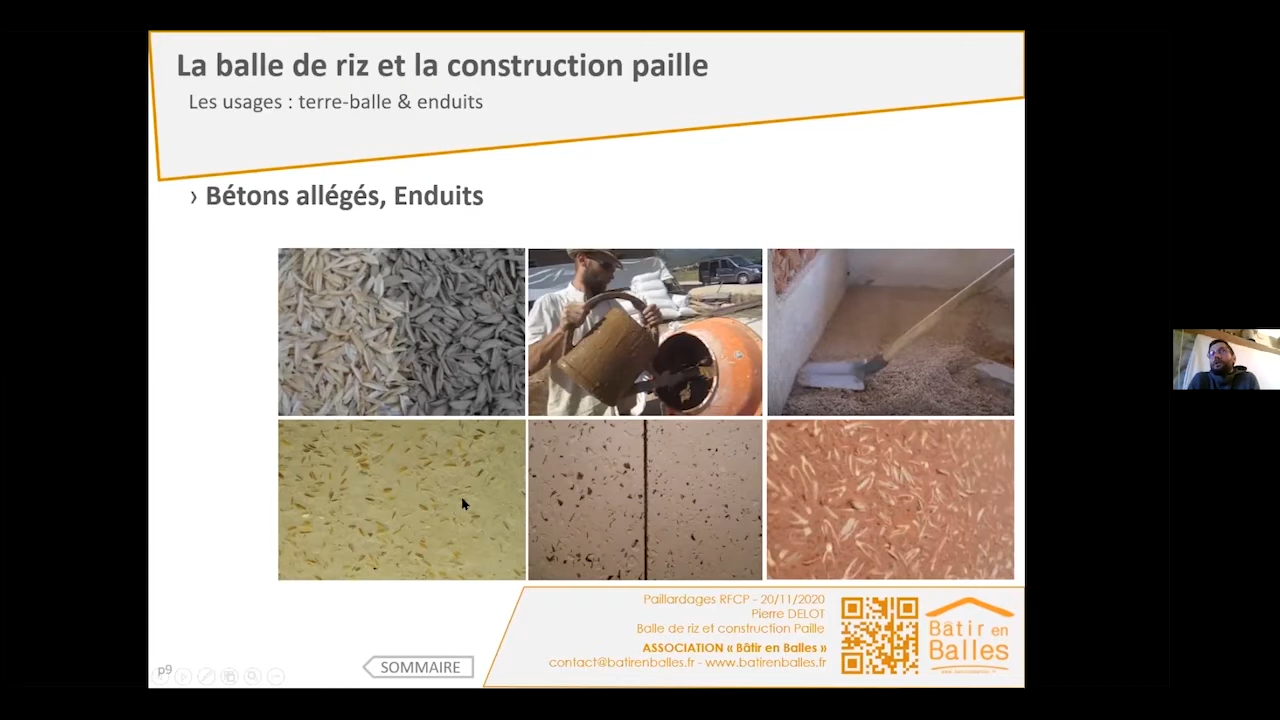 La balle de riz et la construction paille
Les usages : terre-balle & enduits
› Bétons allégés, Enduits
Paillardages RFCP - 20/11/2020
Pierre DELOT
Balle de riz et construction Paille
ASSOCIATION « Bâtir en Balles »
contact@batirenballes.fr - www.batirenballes.fr
Bâtir en
Balles
SOMMAIRE
p9